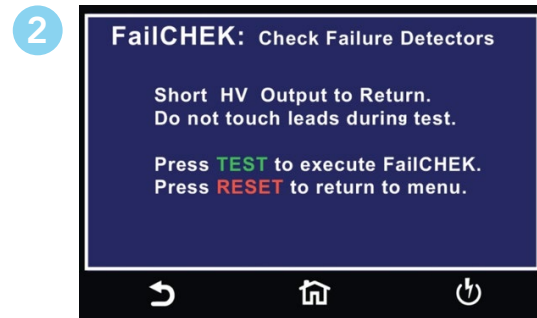 2
FailCHEK: Check Failure Detectors
Short HV Output to Return.
Do not touch leads during test.
Press TEST to execute FailCHEK.
Press RESET to return to menu.